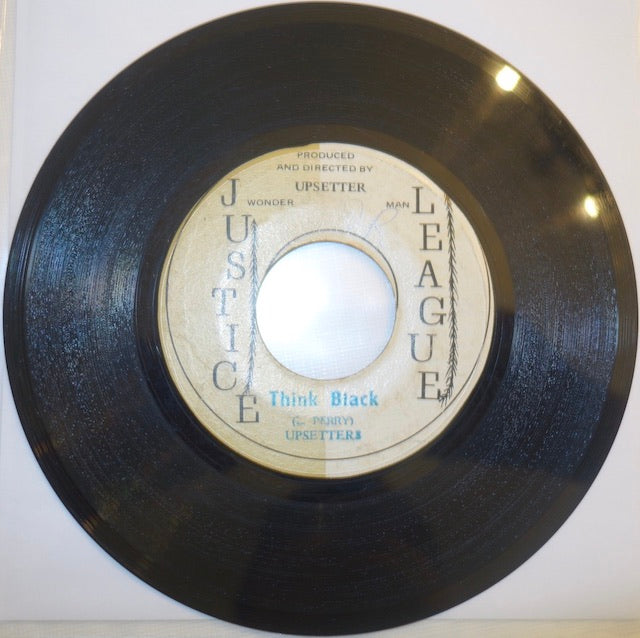 PRODUCED
AND DIRECTED BY
UPSETTER
WONDER MAN
JUSTICE
LEAGUE
Think Black
(L. PERRY)
UPSETTERS